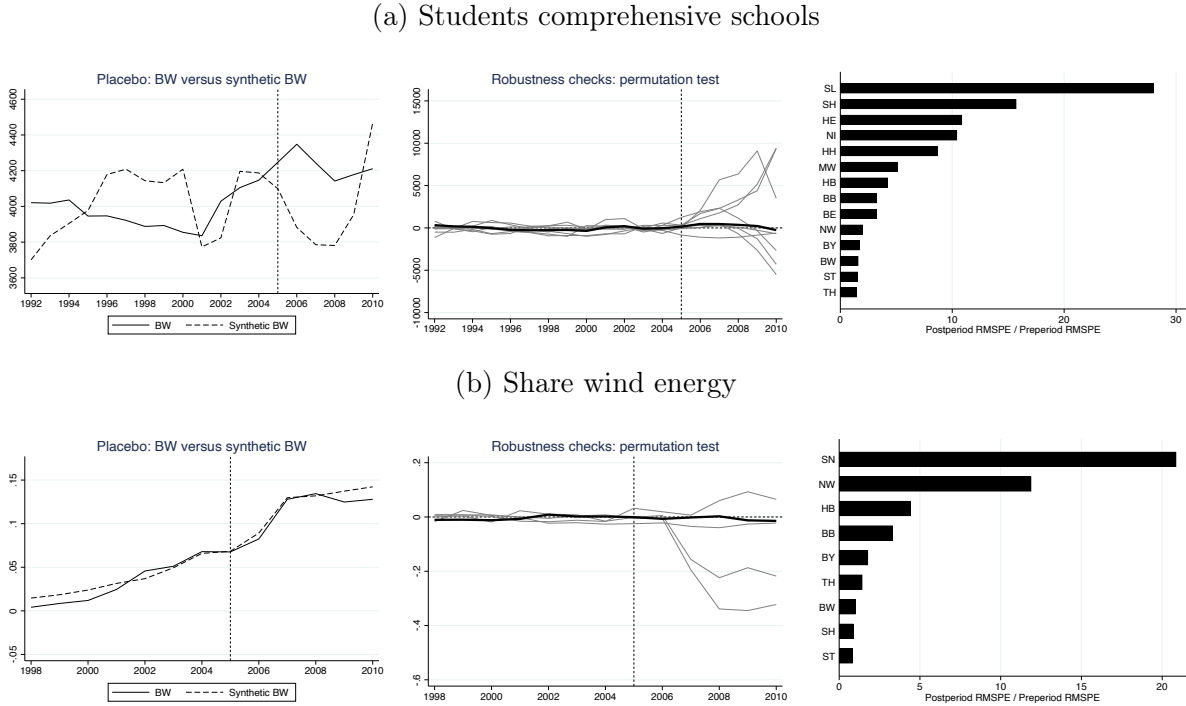 (a) Students comprehensive schools
Placebo: BW versus synthetic BW
4600
4400
4200
4000
3800
3600
1992 1994 1996 1998 2000 2002 2004 2006 2008 2010
BW Synthetic BW
Robustness checks: permutation test
15000
10000
5000
0
-5000
-10000
1992 1994 1996 1998 2000 2002 2004 2006 2008 2010
SL
SH
HE
NI
HH
MW
HB
BB
BE
NW
BY
BW
ST
TH
0 10 20 30
Postperiod RMSPE / Preperiod RMSPE
(b) Share wind energy
Placebo: BW versus synthetic BW
.15
.1
.05
0
-.05
1998 2000 2002 2004 2006 2008 2010
BW Synthetic BW
Robustness checks: permutation test
.2
0
-.2
-.4
-.6
1998 2000 2002 2004 2006 2008 2010
SN
NW
HB
BB
BY
TH
BW
SH
ST
0 5 10 15 20
Postperiod RMSPE / Preperiod RMSPE